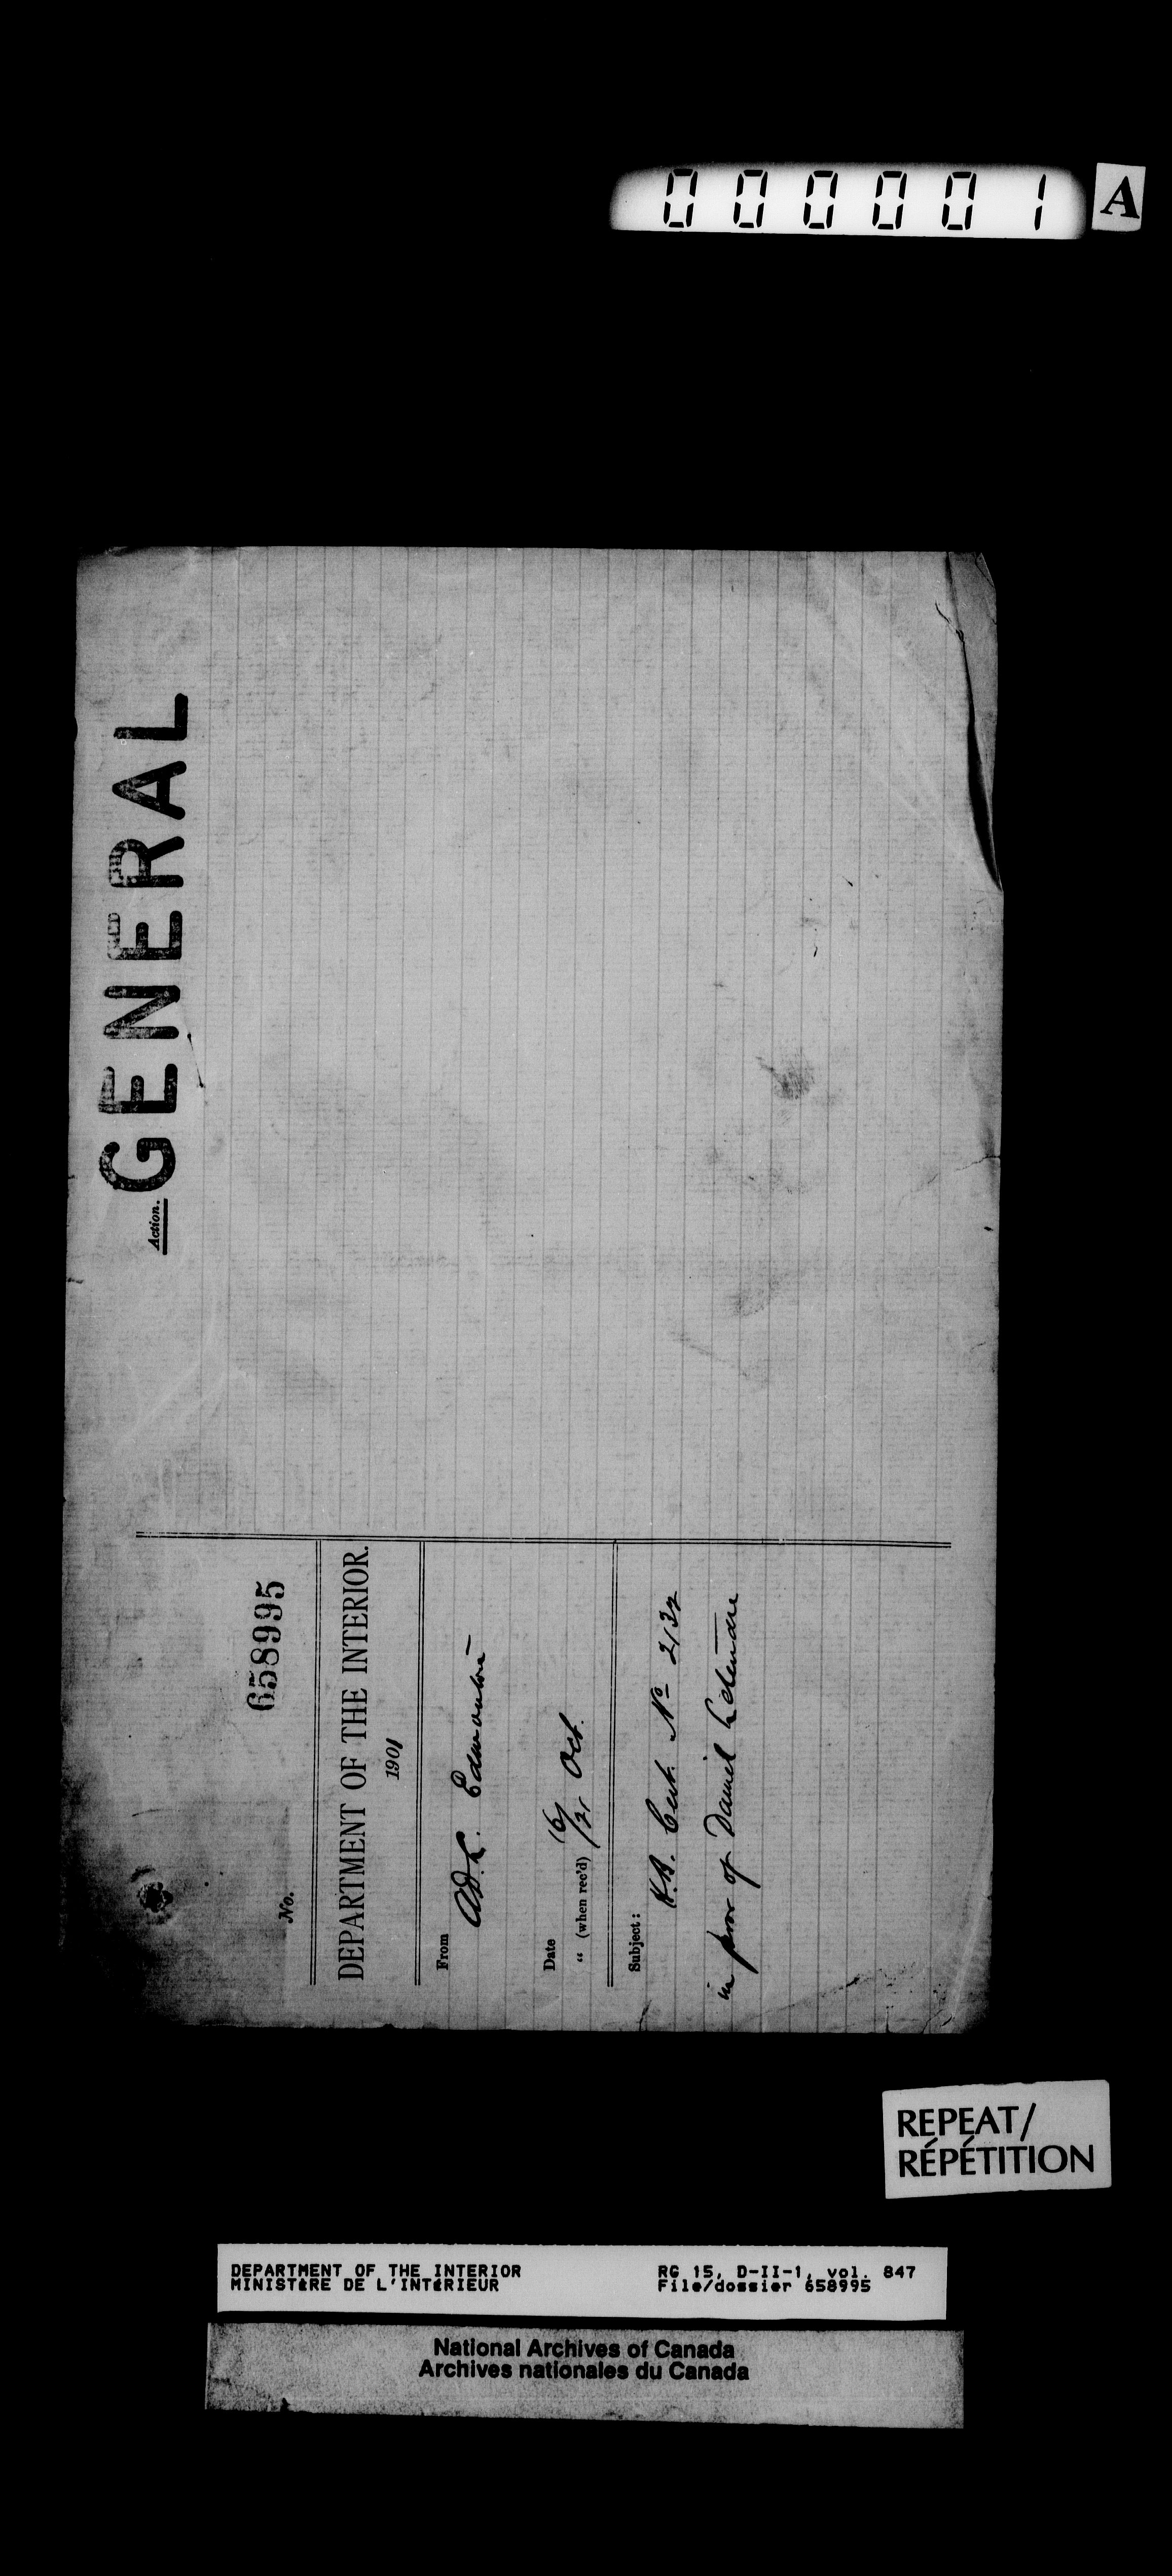 000001 A
Action. GENERAL
No. 658995
DEPARTMENT OF THE INTERIOR.
1901
From
A.D.L. Edmonton
Date 16/
" (when rec'd) /21 Oct.
Subject:
H.B. Cert. No 2132
in favor of Daniel Letendre
REPEAT/
RÉPÉTITION
DEPARTMENT OF THE INTERIOR RG 15, D-II-1, vol. 847
MINISTÈRE DE L'INTÉRIEUR File/dossier 658995
National Archives of Canada
Archives nationales du Canada